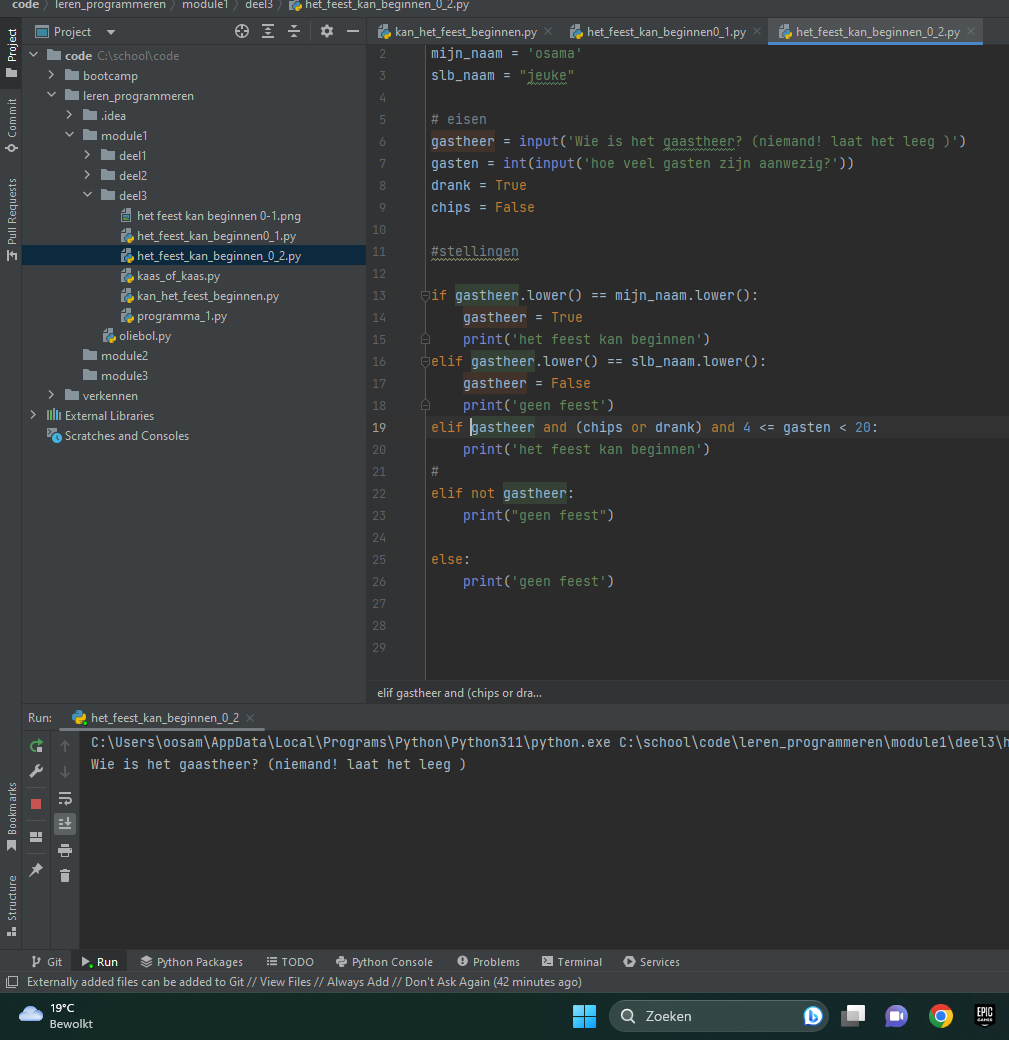 code leren_programmeren module1 deel3 het_feest_kan_beginnen_0_2.py
Project
kan_het_feest_beginnen.py het_feest_kan_beginnen0_1.py het_feest_kan_beginnen_0_2.py
Project
Commit
Pull Requests
code C:\school\code
bootcamp
leren_programmeren
.idea
module1
deel1
deel2
deel3
het feest kan beginnen 0-1.png
het_feest_kan_beginnen0_1.py
het_feest_kan_beginnen_0_2.py
kaas_of_kaas.py
kan_het_feest_beginnen.py
programma_1.py
oliebol.py
module2
module3
verkennen
External Libraries
Scratches and Consoles
2 mijn_naam = 'osama'
3 slb_naam = "jeuke"
4
5 # eisen
6 gastheer = input('Wie is het gaastheer? (niemand! laat het leeg )')
7 gasten = int(input('hoe veel gasten zijn aanwezig?'))
8 drank = True
9 chips = False
10
11 #stellingen
12
13 if gastheer.lower() == mijn_naam.lower():
14 gastheer = True
15 print('het feest kan beginnen')
16 elif gastheer.lower() == slb_naam.lower():
17 gastheer = False
18 print('geen feest')
19 elif gastheer and (chips or drank) and 4 <= gasten < 20:
20 print('het feest kan beginnen')
21 #
22 elif not gastheer:
23 print("geen feest")
24
25 else:
26 print('geen feest')
27
28
29
elif gastheer and (chips or dra...
Run: het_feest_kan_beginnen_0_2
C:\Users\oosam\AppData\Local\Programs\Python\Python311\python.exe C:\school\code\leren_programmeren\module1\deel3\h
Wie is het gaastheer? (niemand! laat het leeg )
Bookmarks
Structure
Git Run Python Packages TODO Python Console Problems Terminal Services
Externally added files can be added to Git // View Files // Always Add // Don't Ask Again (42 minutes ago)
19°C
Bewolkt
Zoeken
EPIC
GAMES